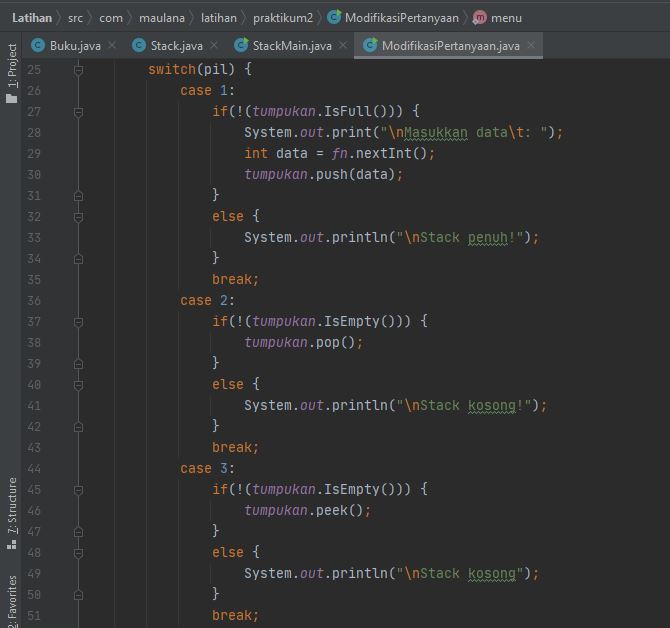 Latihan src com maulana latihan praktikum2 ModifikasiPertanyaan menu
Buku.java Stack.java StackMain.java ModifikasiPertanyaan.java
1: Project
7: Structure
2: Favorites
25 switch(pil) {
26 case 1:
27 if(!(tumpukan.IsFull())) {
28 System.out.print("\nMasukkan data\t: ");
29 int data = fn.nextInt();
30 tumpukan.push(data);
31 }
32 else {
33 System.out.println("\nStack penuh!");
34 }
35 break;
36 case 2:
37 if(!(tumpukan.IsEmpty())) {
38 tumpukan.pop();
39 }
40 else {
41 System.out.println("\nStack kosong!");
42 }
43 break;
44 case 3:
45 if(!(tumpukan.IsEmpty())) {
46 tumpukan.peek();
47 }
48 else {
49 System.out.println("\nStack kosong");
50 }
51 break;